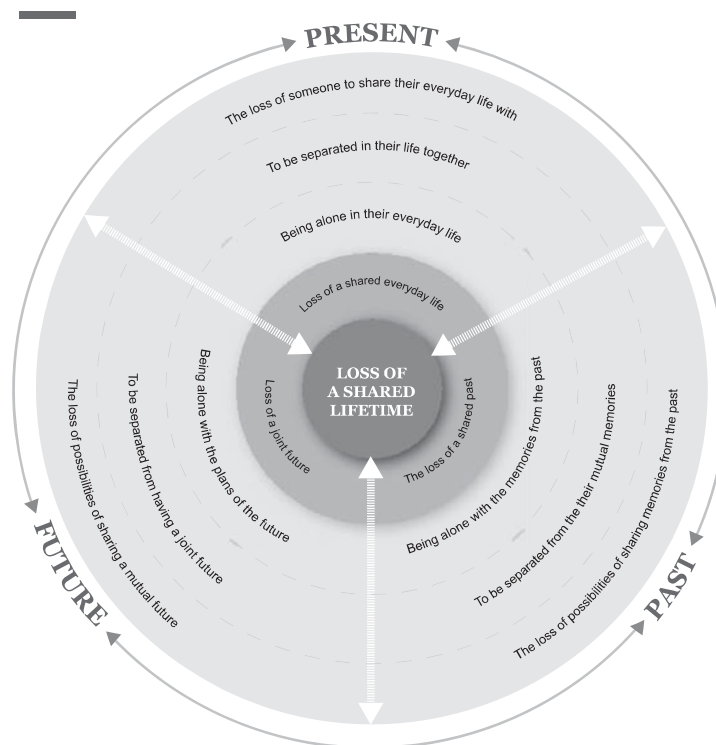 PRESENT
The loss of someone to share their everyday life with
To be separated in their life together
Being alone in their everyday life
Loss of a shared everyday life
LOSS OF
A SHARED
LIFETIME
The loss of a shared past
Being alone with the memories from the past
To be separated from the their mutual memories
The loss of possibilities of sharing memories from the past
PAST
Loss of a joint future
Being alone with the plans of the future
To be separated from having a joint future
The loss of possibilities of sharing a mutual future
FUTURE